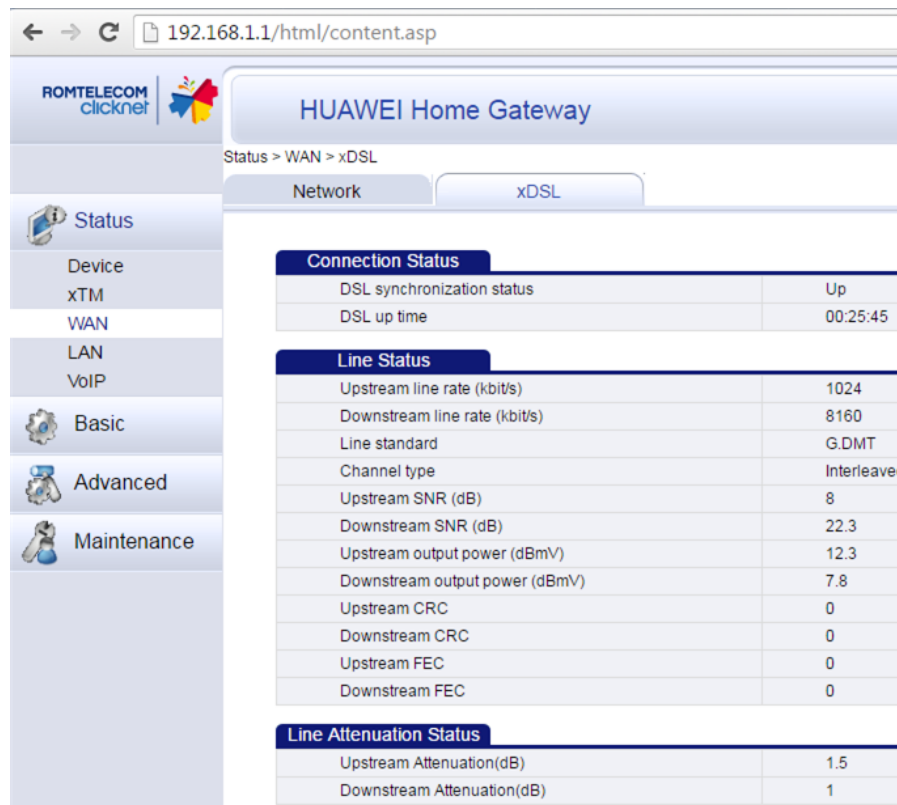 192.168.1.1/html/content.asp
ROMTELECOM
clicknet
HUAWEI Home Gateway
Status > WAN > xDSL
Network xDSL
Status
Device
xTM
WAN
LAN
VoIP
Basic
Advanced
Maintenance
Connection Status
DSL synchronization status Up
DSL up time 00:25:45
Line Status
Upstream line rate (kbit/s) 1024
Downstream line rate (kbit/s) 8160
Line standard G.DMT
Channel type Interleave
Upstream SNR (dB) 8
Downstream SNR (dB) 22.3
Upstream output power (dBmV) 12.3
Downstream output power (dBmV) 7.8
Upstream CRC 0
Downstream CRC 0
Upstream FEC 0
Downstream FEC 0
Line Attenuation Status
Upstream Attenuation(dB) 1.5
Downstream Attenuation(dB) 1